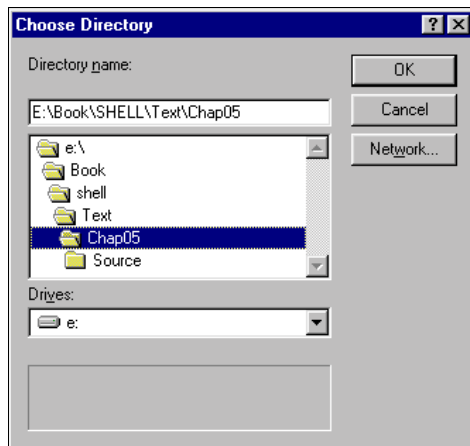 Choose Directory
Directory name:
OK
E:\Book\SHELL\Text\Chap05
Cancel
Network...
e:\
Book
shell
Text
Chap05
Source
Drives:
e: